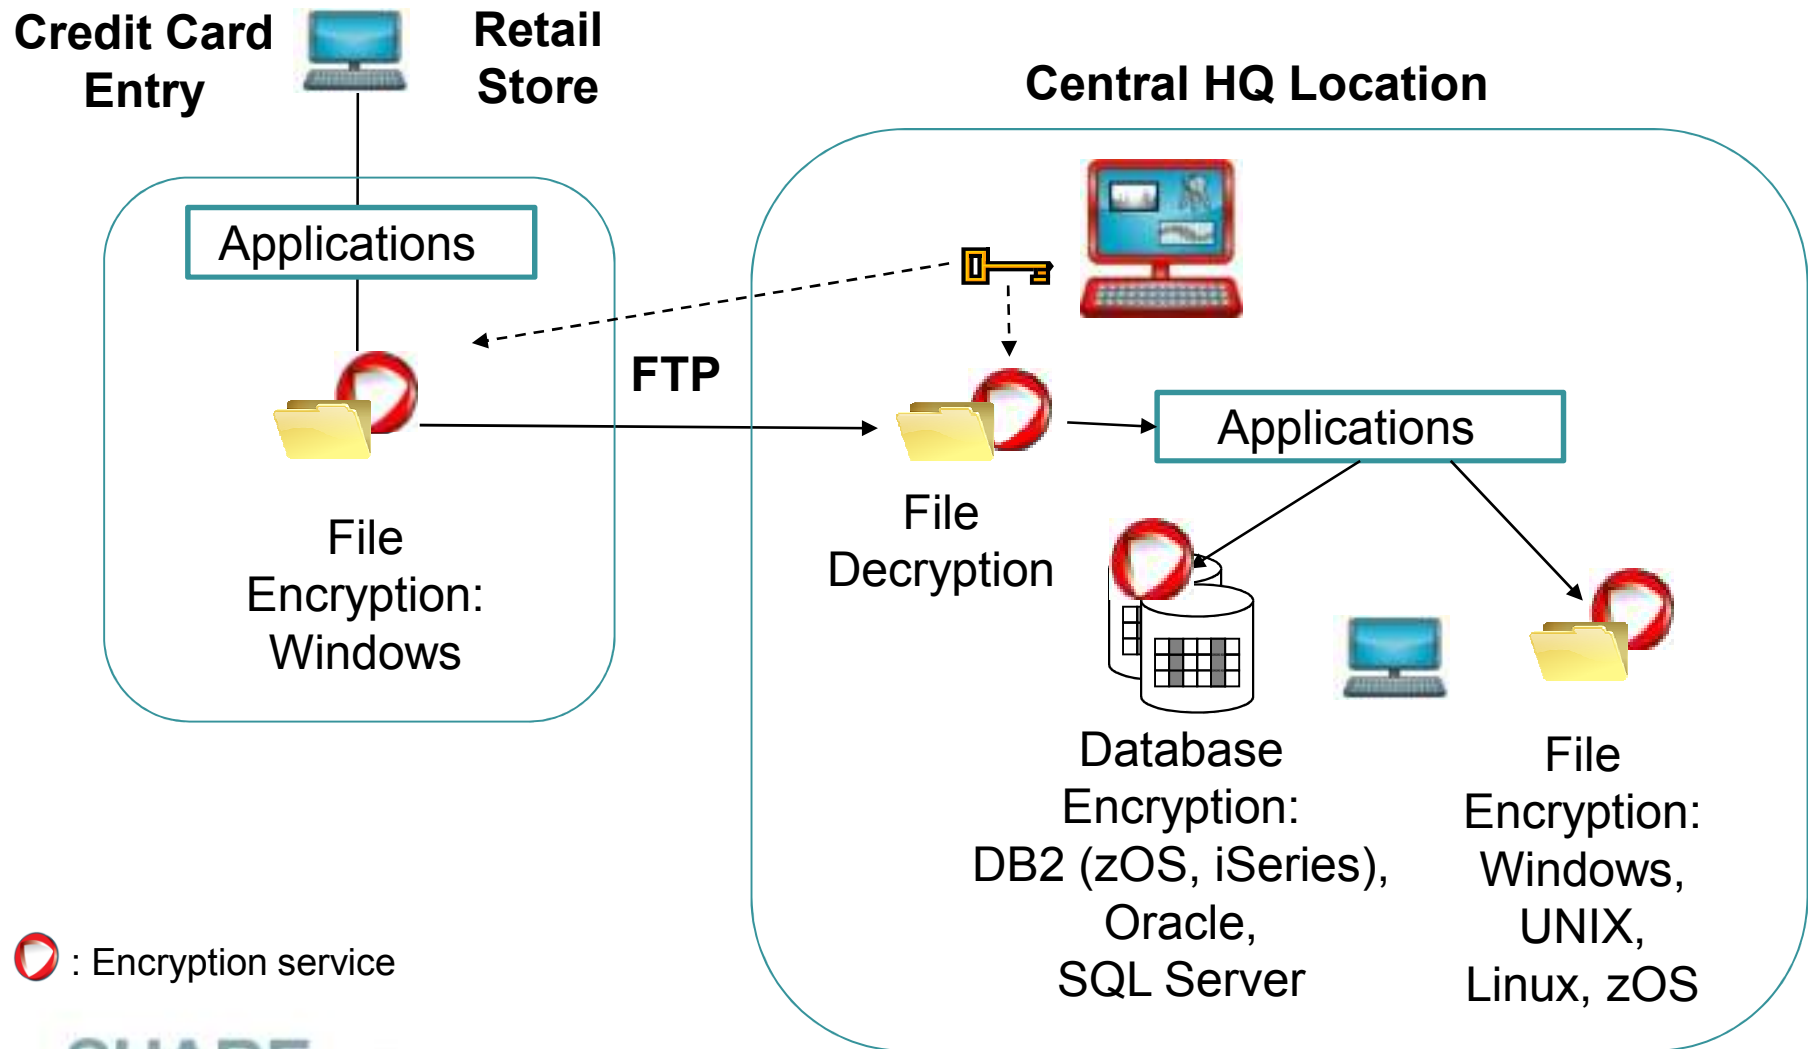 Credit Card
Entry
Retail
Store
Central HQ Location
Applications
FTP
File
Encryption:
Windows
File
Decryption
Applications
Database
Encryption:
DB2 (zOS, iSeries),
Oracle,
SQL Server
File
Encryption:
Windows,
UNIX,
Linux, zOS
: Encryption service